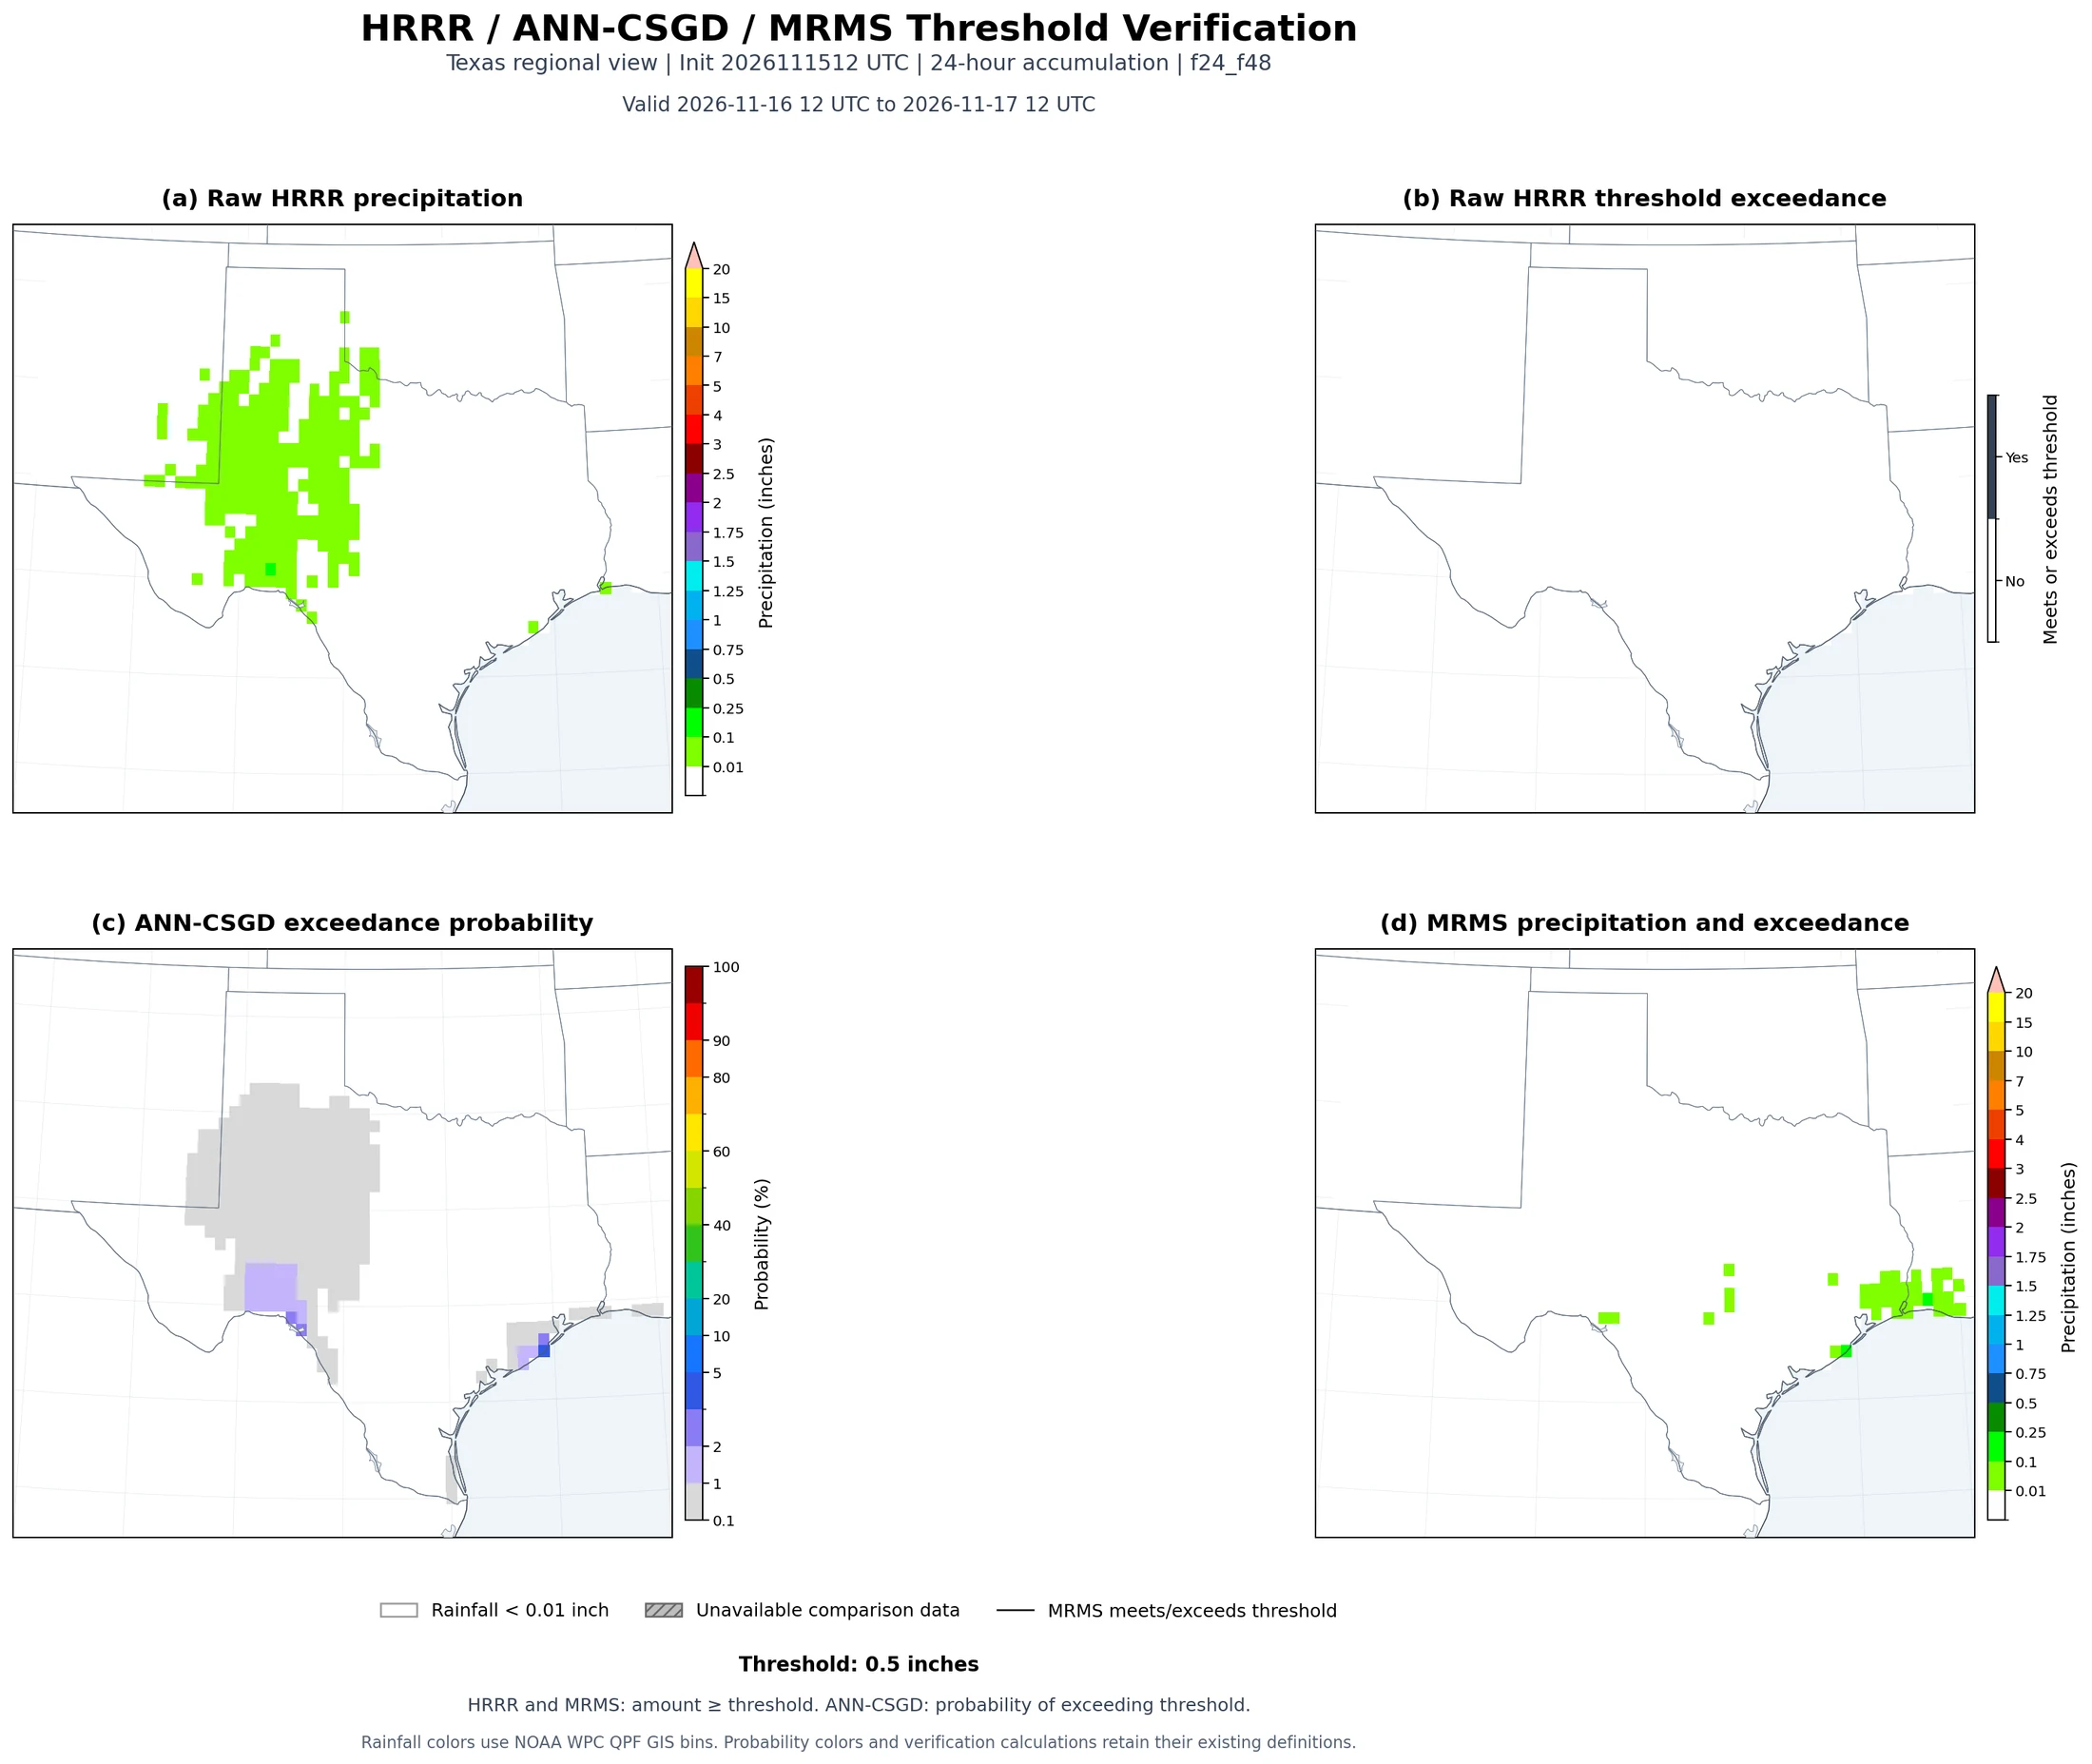 HRRR / ANN-CSGD / MRMS Threshold Verification
Texas regional view | Init 2026111512 UTC | 24-hour accumulation | f24_f48
Valid 2026-11-16 12 UTC to 2026-11-17 12 UTC
(a) Raw HRRR precipitation
20
15
10
7
5
4
3
2.5
2
1.75
1.5
1.25
1
0.75
0.5
0.25
0.1
0.01
Precipitation (inches)
(b) Raw HRRR threshold exceedance
Yes
No
Meets or exceeds threshold
(c) ANN-CSGD exceedance probability
100
90
80
60
40
20
10
5
2
1
0.1
Probability (%)
(d) MRMS precipitation and exceedance
20
15
10
7
5
4
3
2.5
2
1.75
1.5
1.25
1
0.75
0.5
0.25
0.1
0.01
Precipitation (inches)
Rainfall < 0.01 inch
Unavailable comparison data
MRMS meets/exceeds threshold
Threshold: 0.5 inches
HRRR and MRMS: amount ≥ threshold. ANN-CSGD: probability of exceeding threshold.
Rainfall colors use NOAA WPC QPF GIS bins. Probability colors and verification calculations retain their existing definitions.